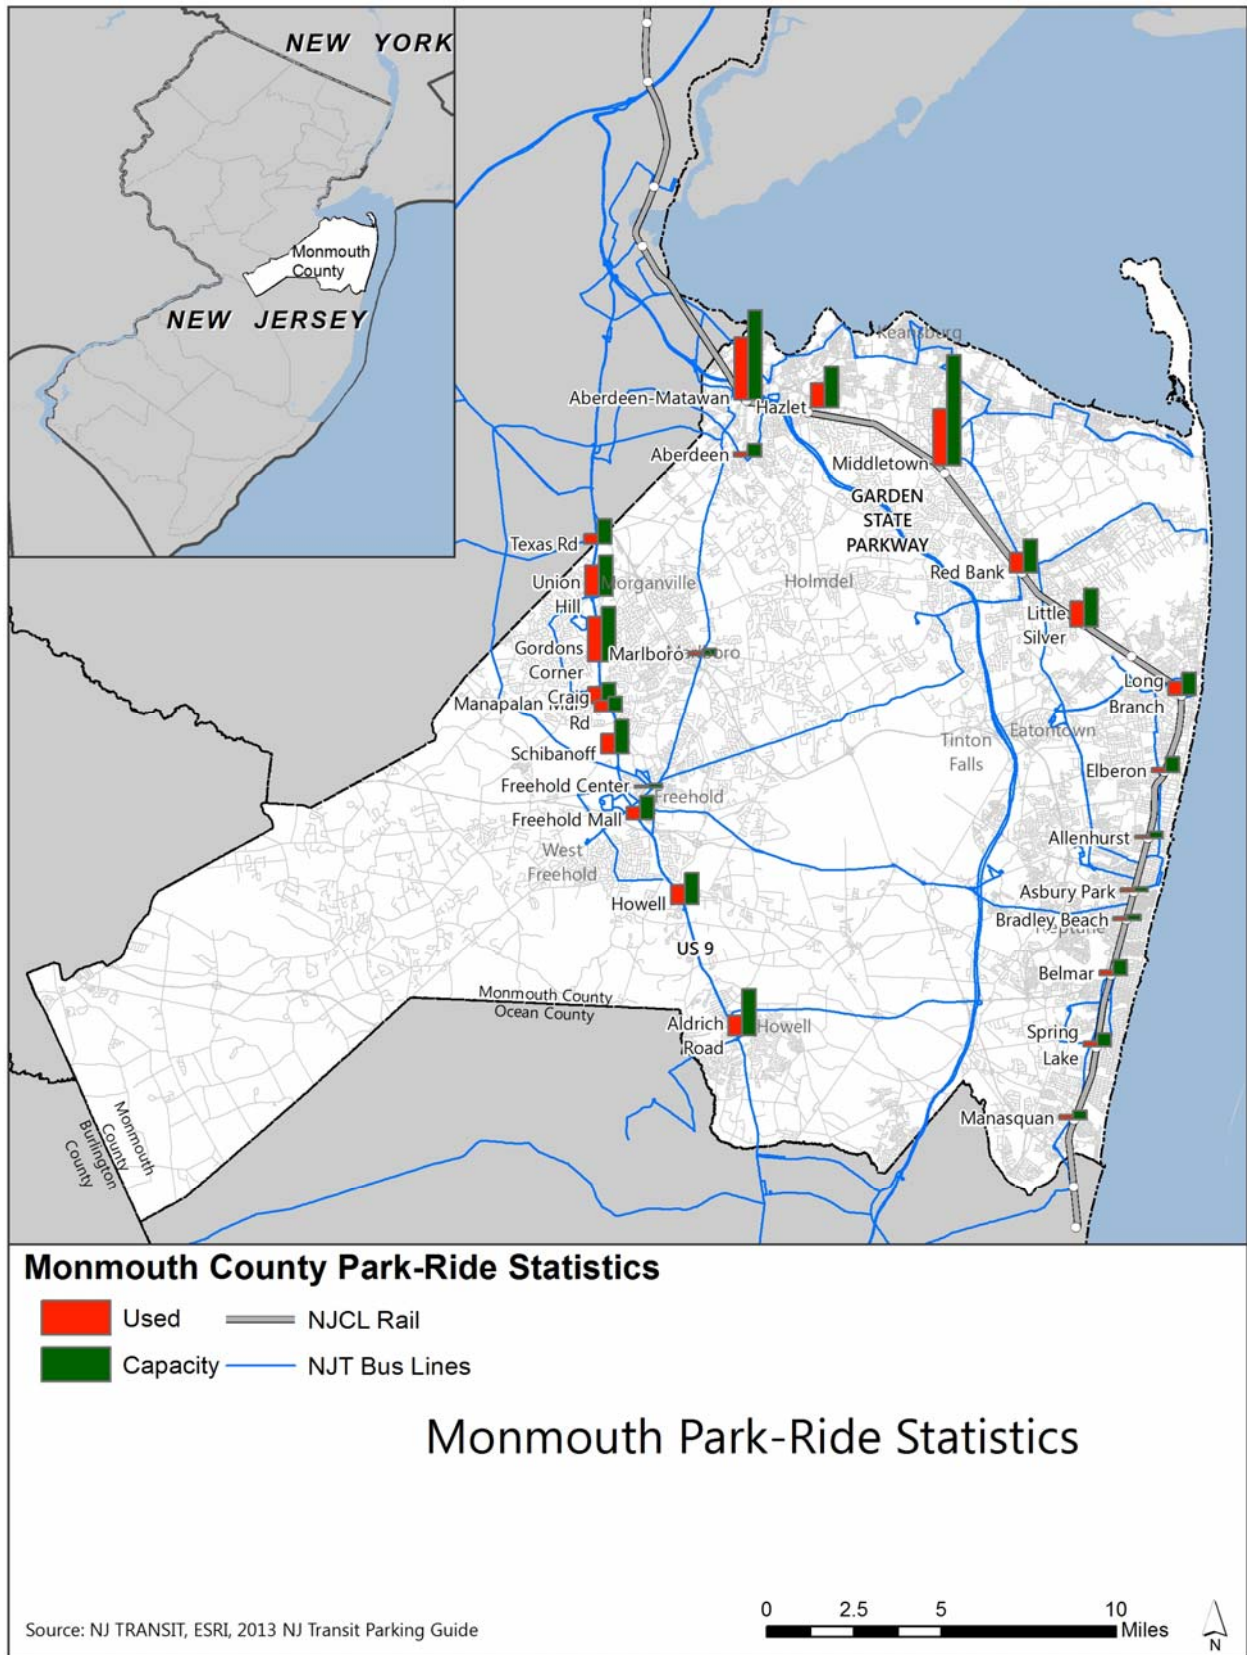 NEW YORK
Monmouth
County
NEW JERSEY
Keansburg
Aberdeen-Matawan
Hazlet
Aberdeen
Middletown
GARDEN
STATE
PARKWAY
Texas Rd
Red Bank
Union
Hill
Morganville
Holmdel
Little
Silver
Gordons
Corner
Marlboro
Long
Branch
Craig
Rd
Manapalan
Tinton
Falls
Eatontown
Schibanoff
Elberon
Freehold Center
Freehold
Freehold Mall
Allenhurst
West
Freehold
Asbury Park
Howell
Bradley Beach
Neptune
US 9
Belmar
Monmouth County
Ocean County
Aldrich
Road
Howell
Spring
Lake
Manasquan
Monmouth
County
Burlington
County
Monmouth County Park-Ride Statistics
Used
NJCL Rail
Capacity
NJT Bus Lines
Monmouth Park-Ride Statistics
0 2.5 5 10
Miles
Source: NJ TRANSIT, ESRI, 2013 NJ Transit Parking Guide
N